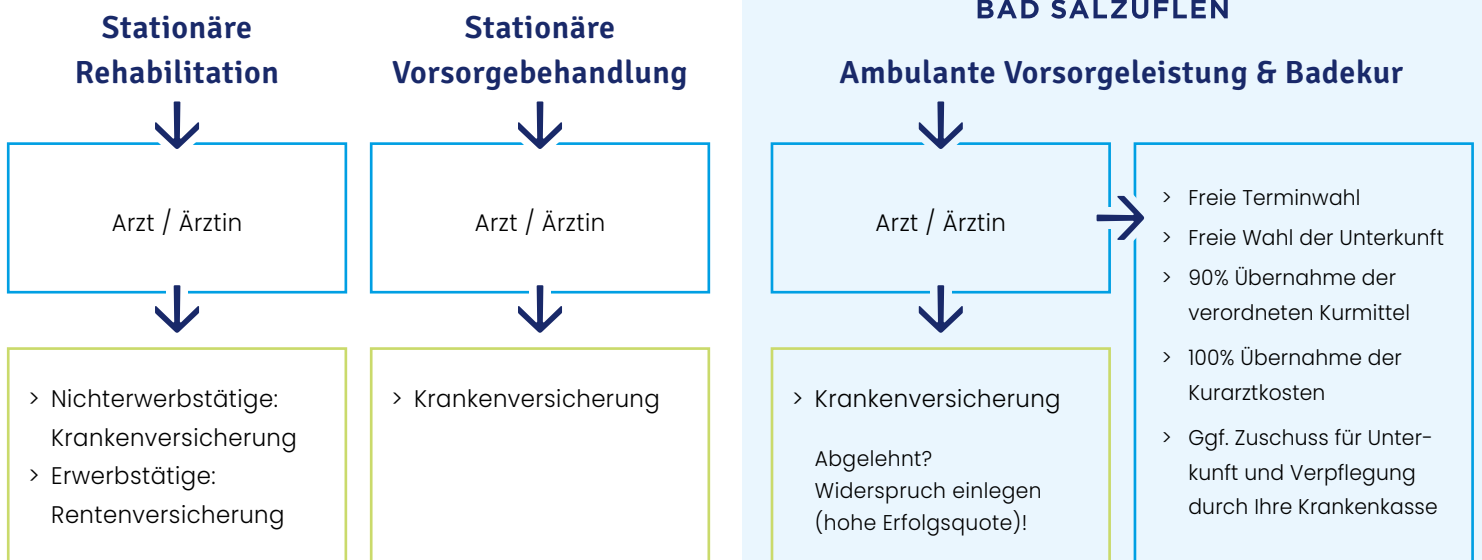 Stationäre
Rehabilitation
Arzt / Ärztin
> Nichterwerbstätige:
Krankenversicherung
> Erwerbstätige:
Rentenversicherung
Stationäre
Vorsorgebehandlung
Arzt / Ärztin
> Krankenversicherung
BAD SALZUFLEN
Ambulante Vorsorgeleistung & Badekur
Arzt / Ärztin
> Krankenversicherung
Abgelehnt?
Widerspruch einlegen
(hohe Erfolgsquote)!
> Freie Terminwahl
> Freie Wahl der Unterkunft
> 90% Übernahme der
verordneten Kurmittel
> 100% Übernahme der
Kurarztkosten
> Ggf. Zuschuss für Unter-
kunft und Verpflegung
durch Ihre Krankenkasse